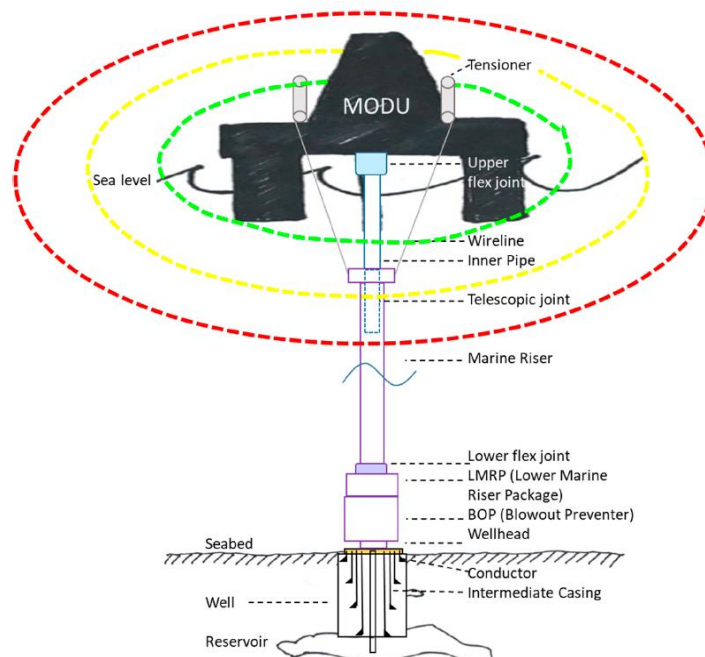 Tensioner
MODU
Upper
flex joint
Sea level
Wireline
Inner Pipe
Telescopic joint
Marine Riser
Lower flex joint
LMRP (Lower Marine
Riser Package)
BOP (Blowout Preventer)
Wellhead
Seabed
Conductor
Intermediate Casing
Well
Reservoir